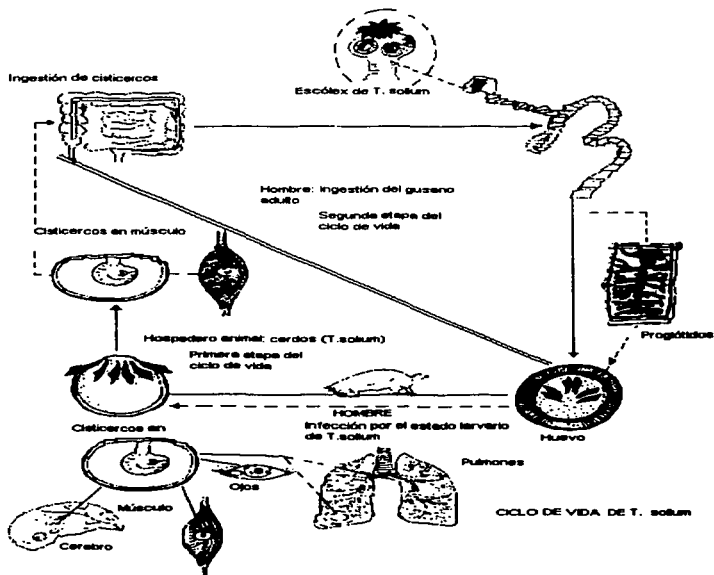 Ingestión de cisticercos
Escólex de T. solium
Hombre: Ingestión del gusano
adulto
Segunda etapa del
ciclo de vida
Cisticercos en músculo
Proglótidos
Hospedero animal: cerdos (T.solium)
Primera etapa del
ciclo de vida
HOMBRE
Infección por el estado larvario
de T.solium
Huevo
Cisticercos en
Pulmones
Ojos
Músculo
Cerebro
CICLO DE VIDA DE T. solium